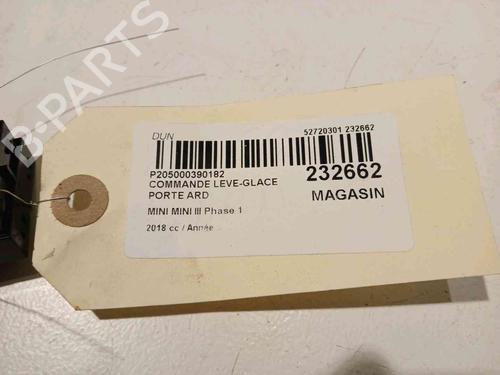 DUN
52720301 232662
P205000390182
COMMANDE LEVE-GLACE
PORTE ARD
232662
MAGASIN
MINI MINI III Phase 1
2018 cc / Année
B-PARTS